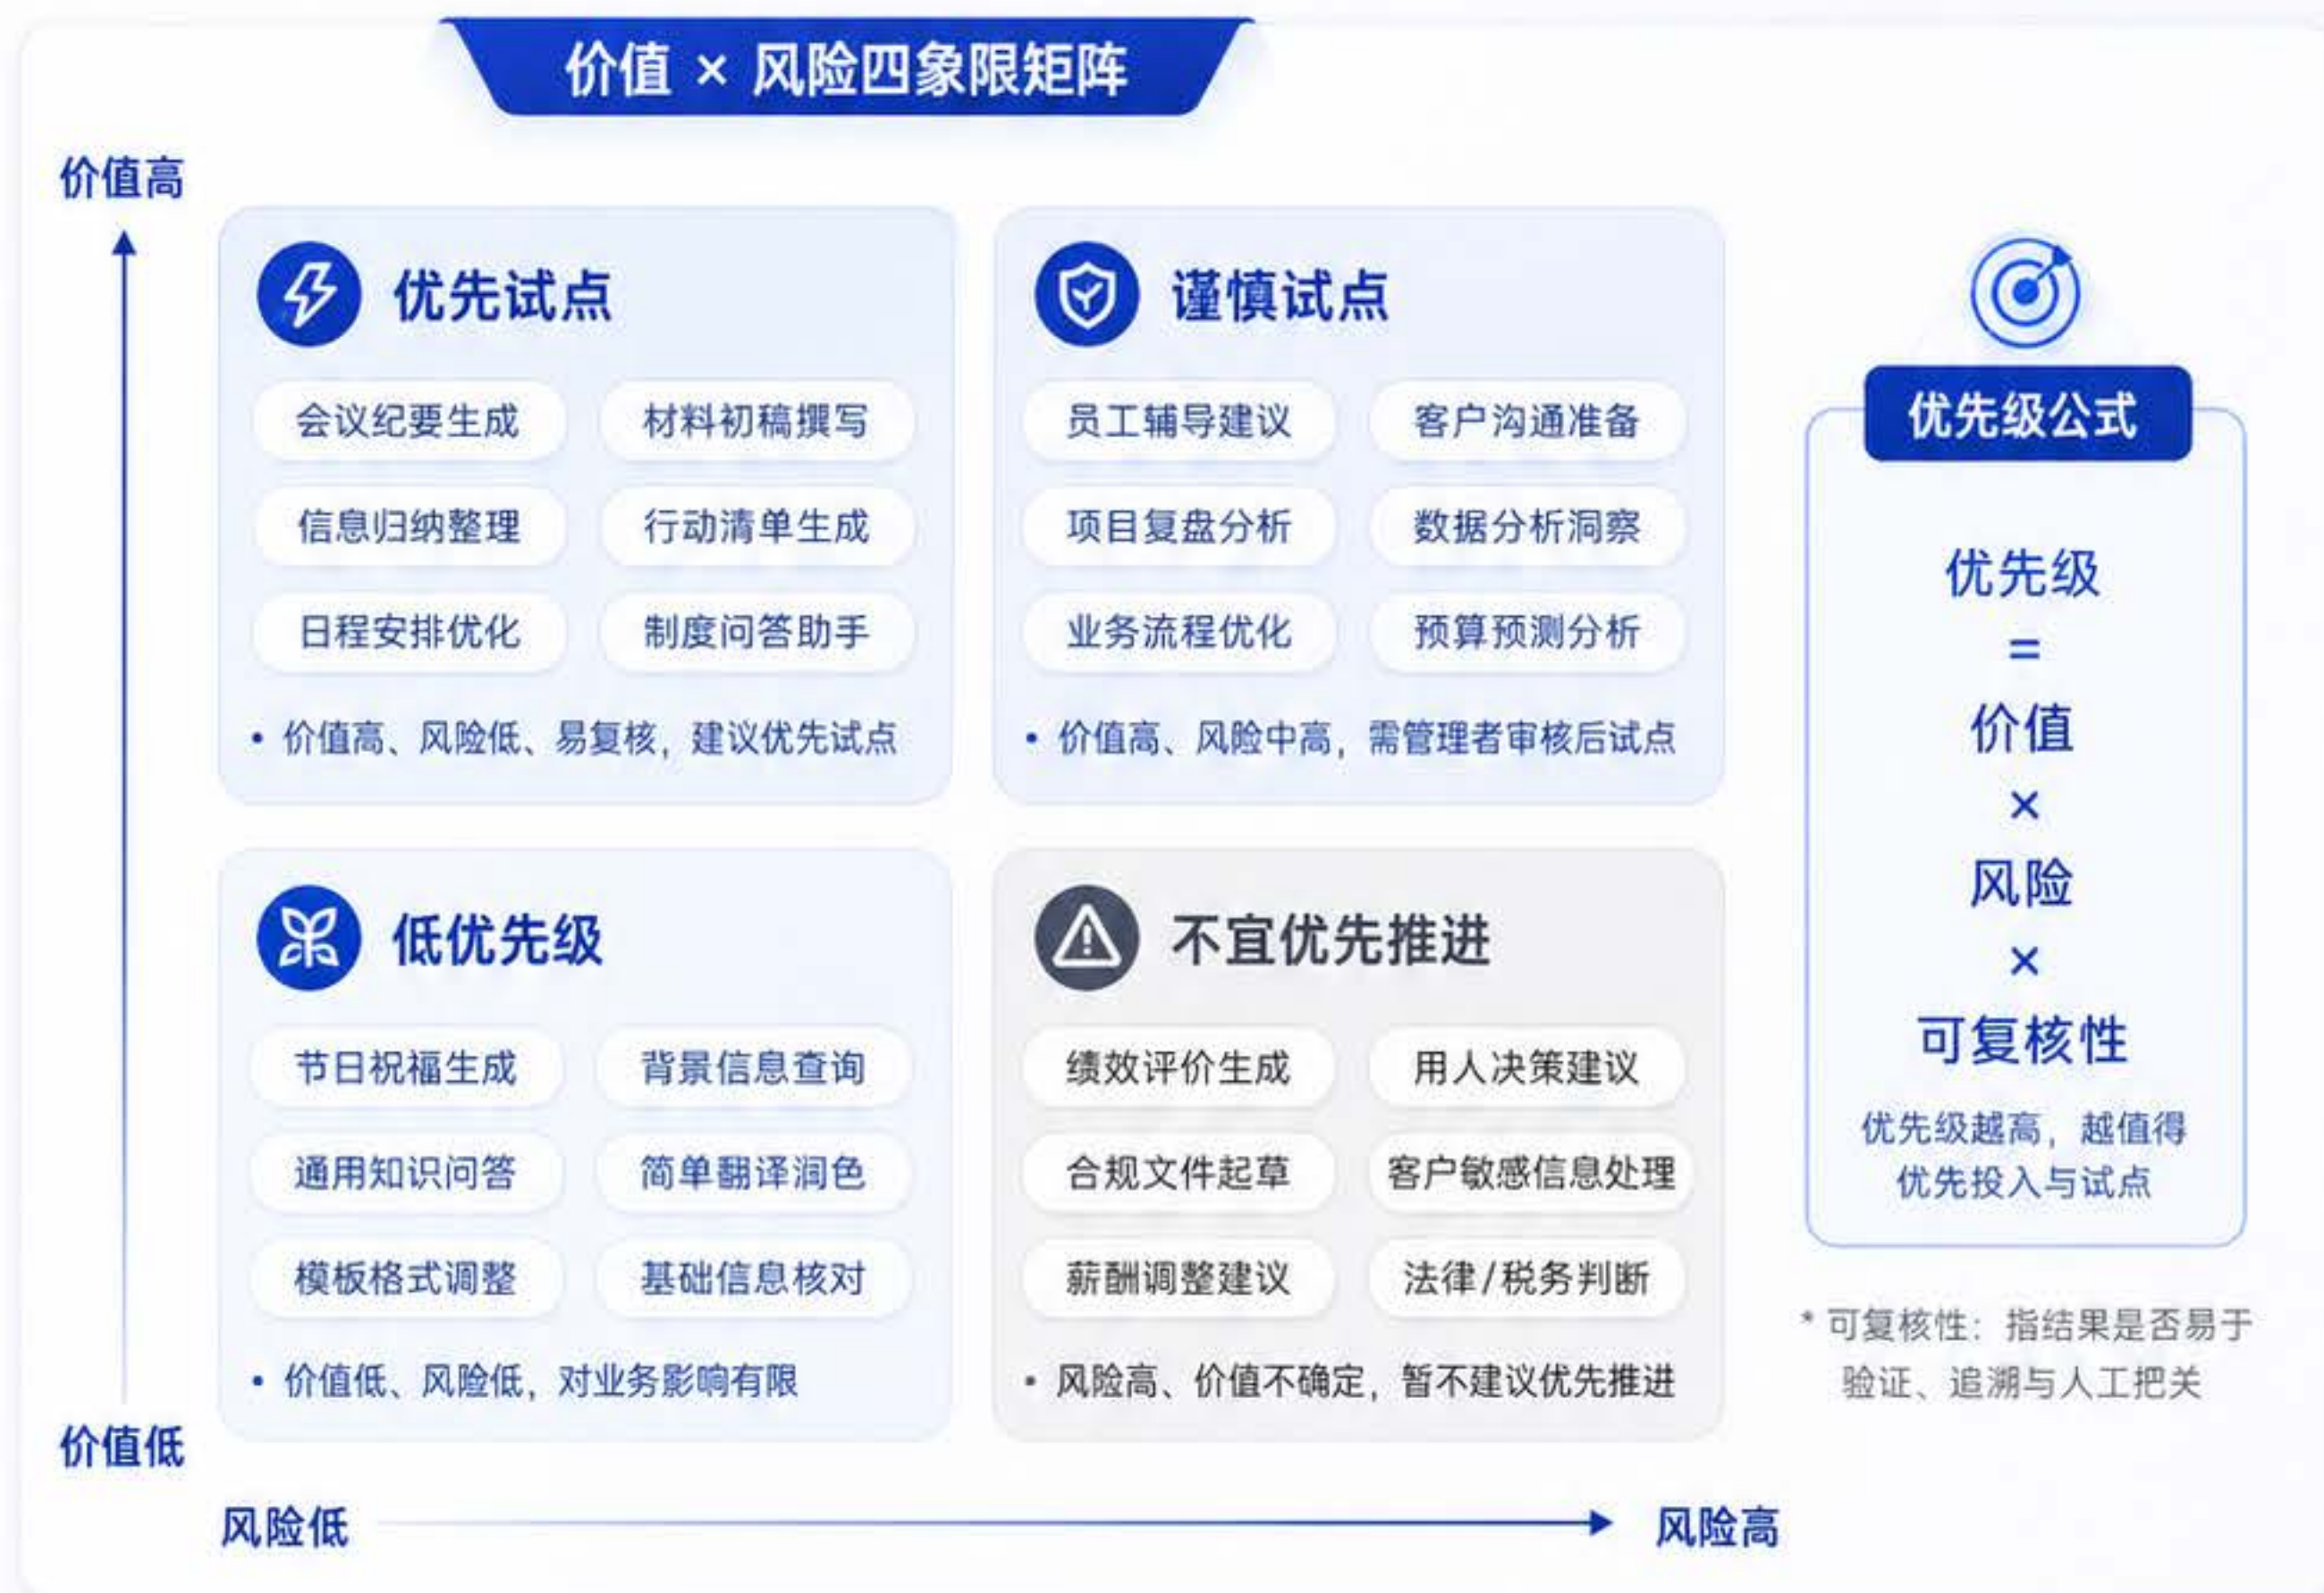 价值 × 风险四象限矩阵
价值高
优先试点
会议纪要生成 材料初稿撰写
信息归纳整理 行动清单生成
日程安排优化 制度问答助手
• 价值高、风险低、易复核，建议优先试点
谨慎试点
员工辅导建议 客户沟通准备
项目复盘分析 数据分析洞察
业务流程优化 预算预测分析
• 价值高、风险中高，需管理者审核后试点
低优先级
节日祝福生成 背景信息查询
通用知识问答 简单翻译润色
模板格式调整 基础信息核对
• 价值低、风险低，对业务影响有限
不宜优先推进
绩效评价生成 用人决策建议
合规文件起草 客户敏感信息处理
薪酬调整建议 法律/税务判断
• 风险高、价值不确定，暂不建议优先推进
价值低
风险低
风险高
优先级公式
优先级
=
价值
×
风险
×
可复核性
优先级越高，越值得
优先投入与试点
* 可复核性：指结果是否易于
验证、追溯与人工把关